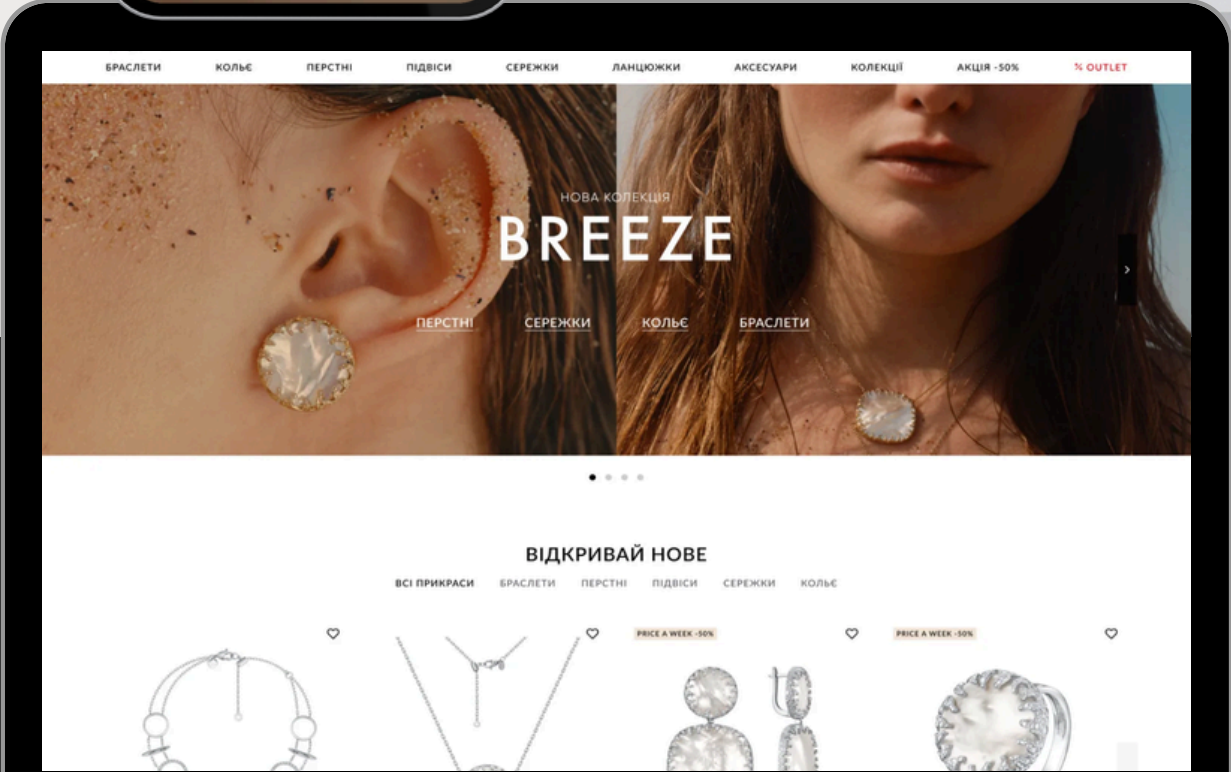 БРАСЛЕТИ КОЛЬЄ ПЕРСТНІ ПІДВІСИ СЕРЕЖКИ ЛАНЦЮЖКИ АКСЕСУАРИ КОЛЕКЦІЇ АКЦІЯ -50% % OUTLET
НОВА КОЛЕКЦІЯ
BREEZE
ПЕРСТНІ СЕРЕЖКИ КОЛЬЄ БРАСЛЕТИ
ВІДКРИВАЙ НОВЕ
ВСІ ПРИКРАСИ БРАСЛЕТИ ПЕРСТНІ ПІДВІСИ СЕРЕЖКИ КОЛЬЄ
PRICE A WEEK -50% PRICE A WEEK -50%